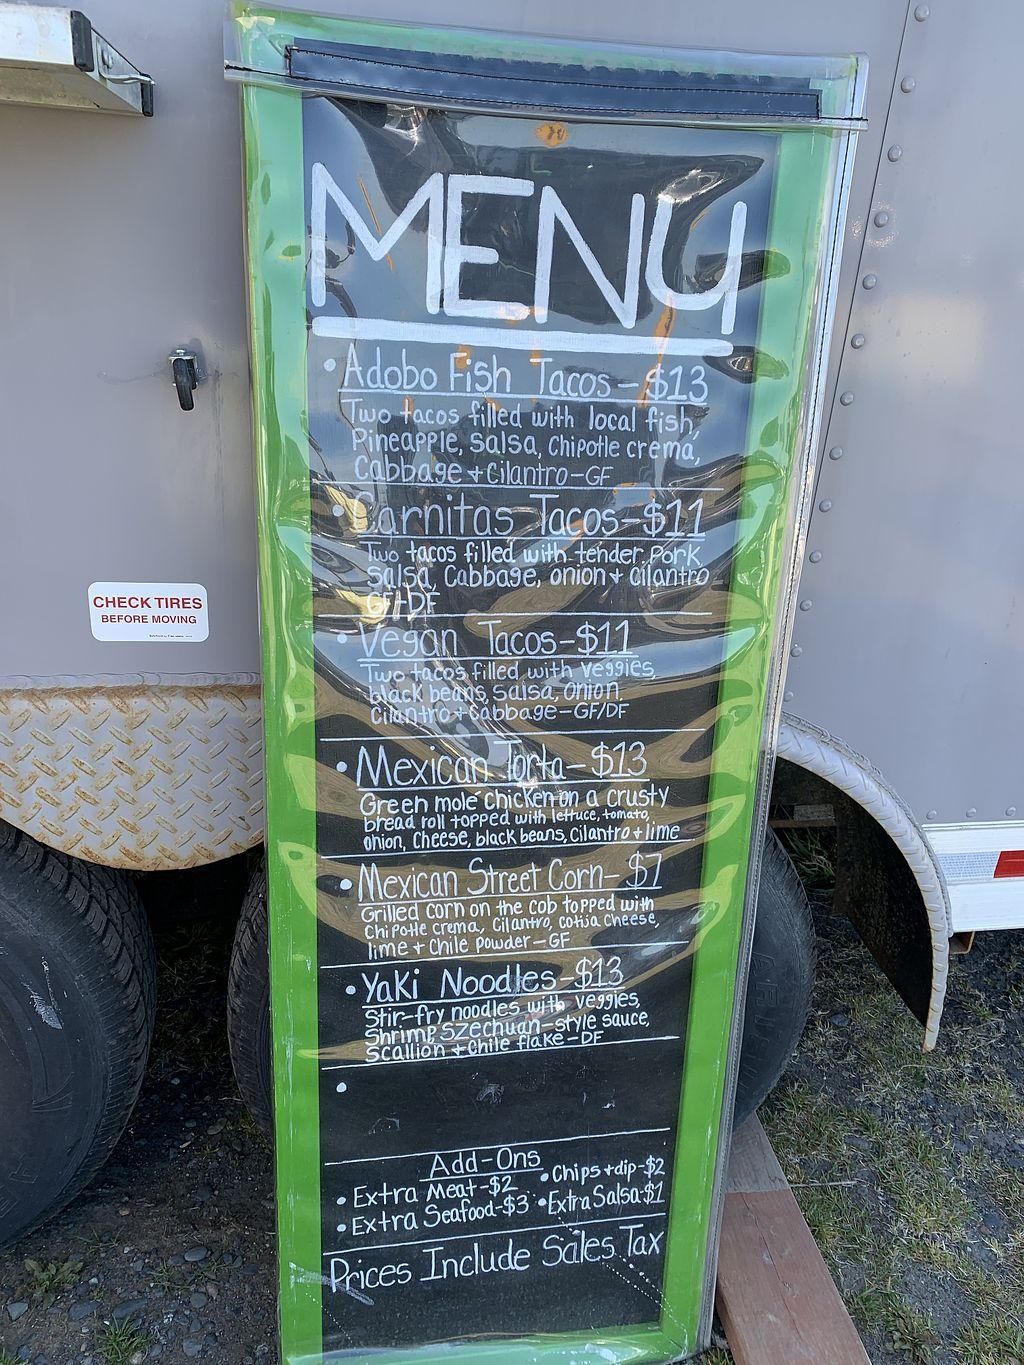 MENU
• Adobo Fish Tacos - $13
Two tacos filled with local fish,
Pineapple, salsa, chipotle crema,
Cabbage + cilantro - GF
• Carnitas Tacos - $11
Two tacos filled with tender pork
Salsa, Cabbage, onion + cilantro
GF/DF
• Vegan Tacos - $11
Two tacos filled with veggies,
black beans, salsa, onion,
cilantro + cabbage - GF/DF
• Mexican Torta - $13
Green molé chicken on a crusty
bread roll topped with lettuce, tomato,
onion, cheese, black beans, cilantro + lime
• Mexican Street Corn - $7
Grilled corn on the cob topped with
Chipotle crema, cilantro, cotija cheese,
lime + chile powder - GF
• Yaki Noodles - $13
Stir-fry noodles with veggies,
Shrimp, Szechuan-style sauce,
Scallion + chile flake - DF
•
Add-Ons
• Extra Meat - $2 • Chips + dip - $2
• Extra Seafood - $3 • Extra Salsa - $1
Prices Include Sales Tax
CHECK TIRES
BEFORE MOVING